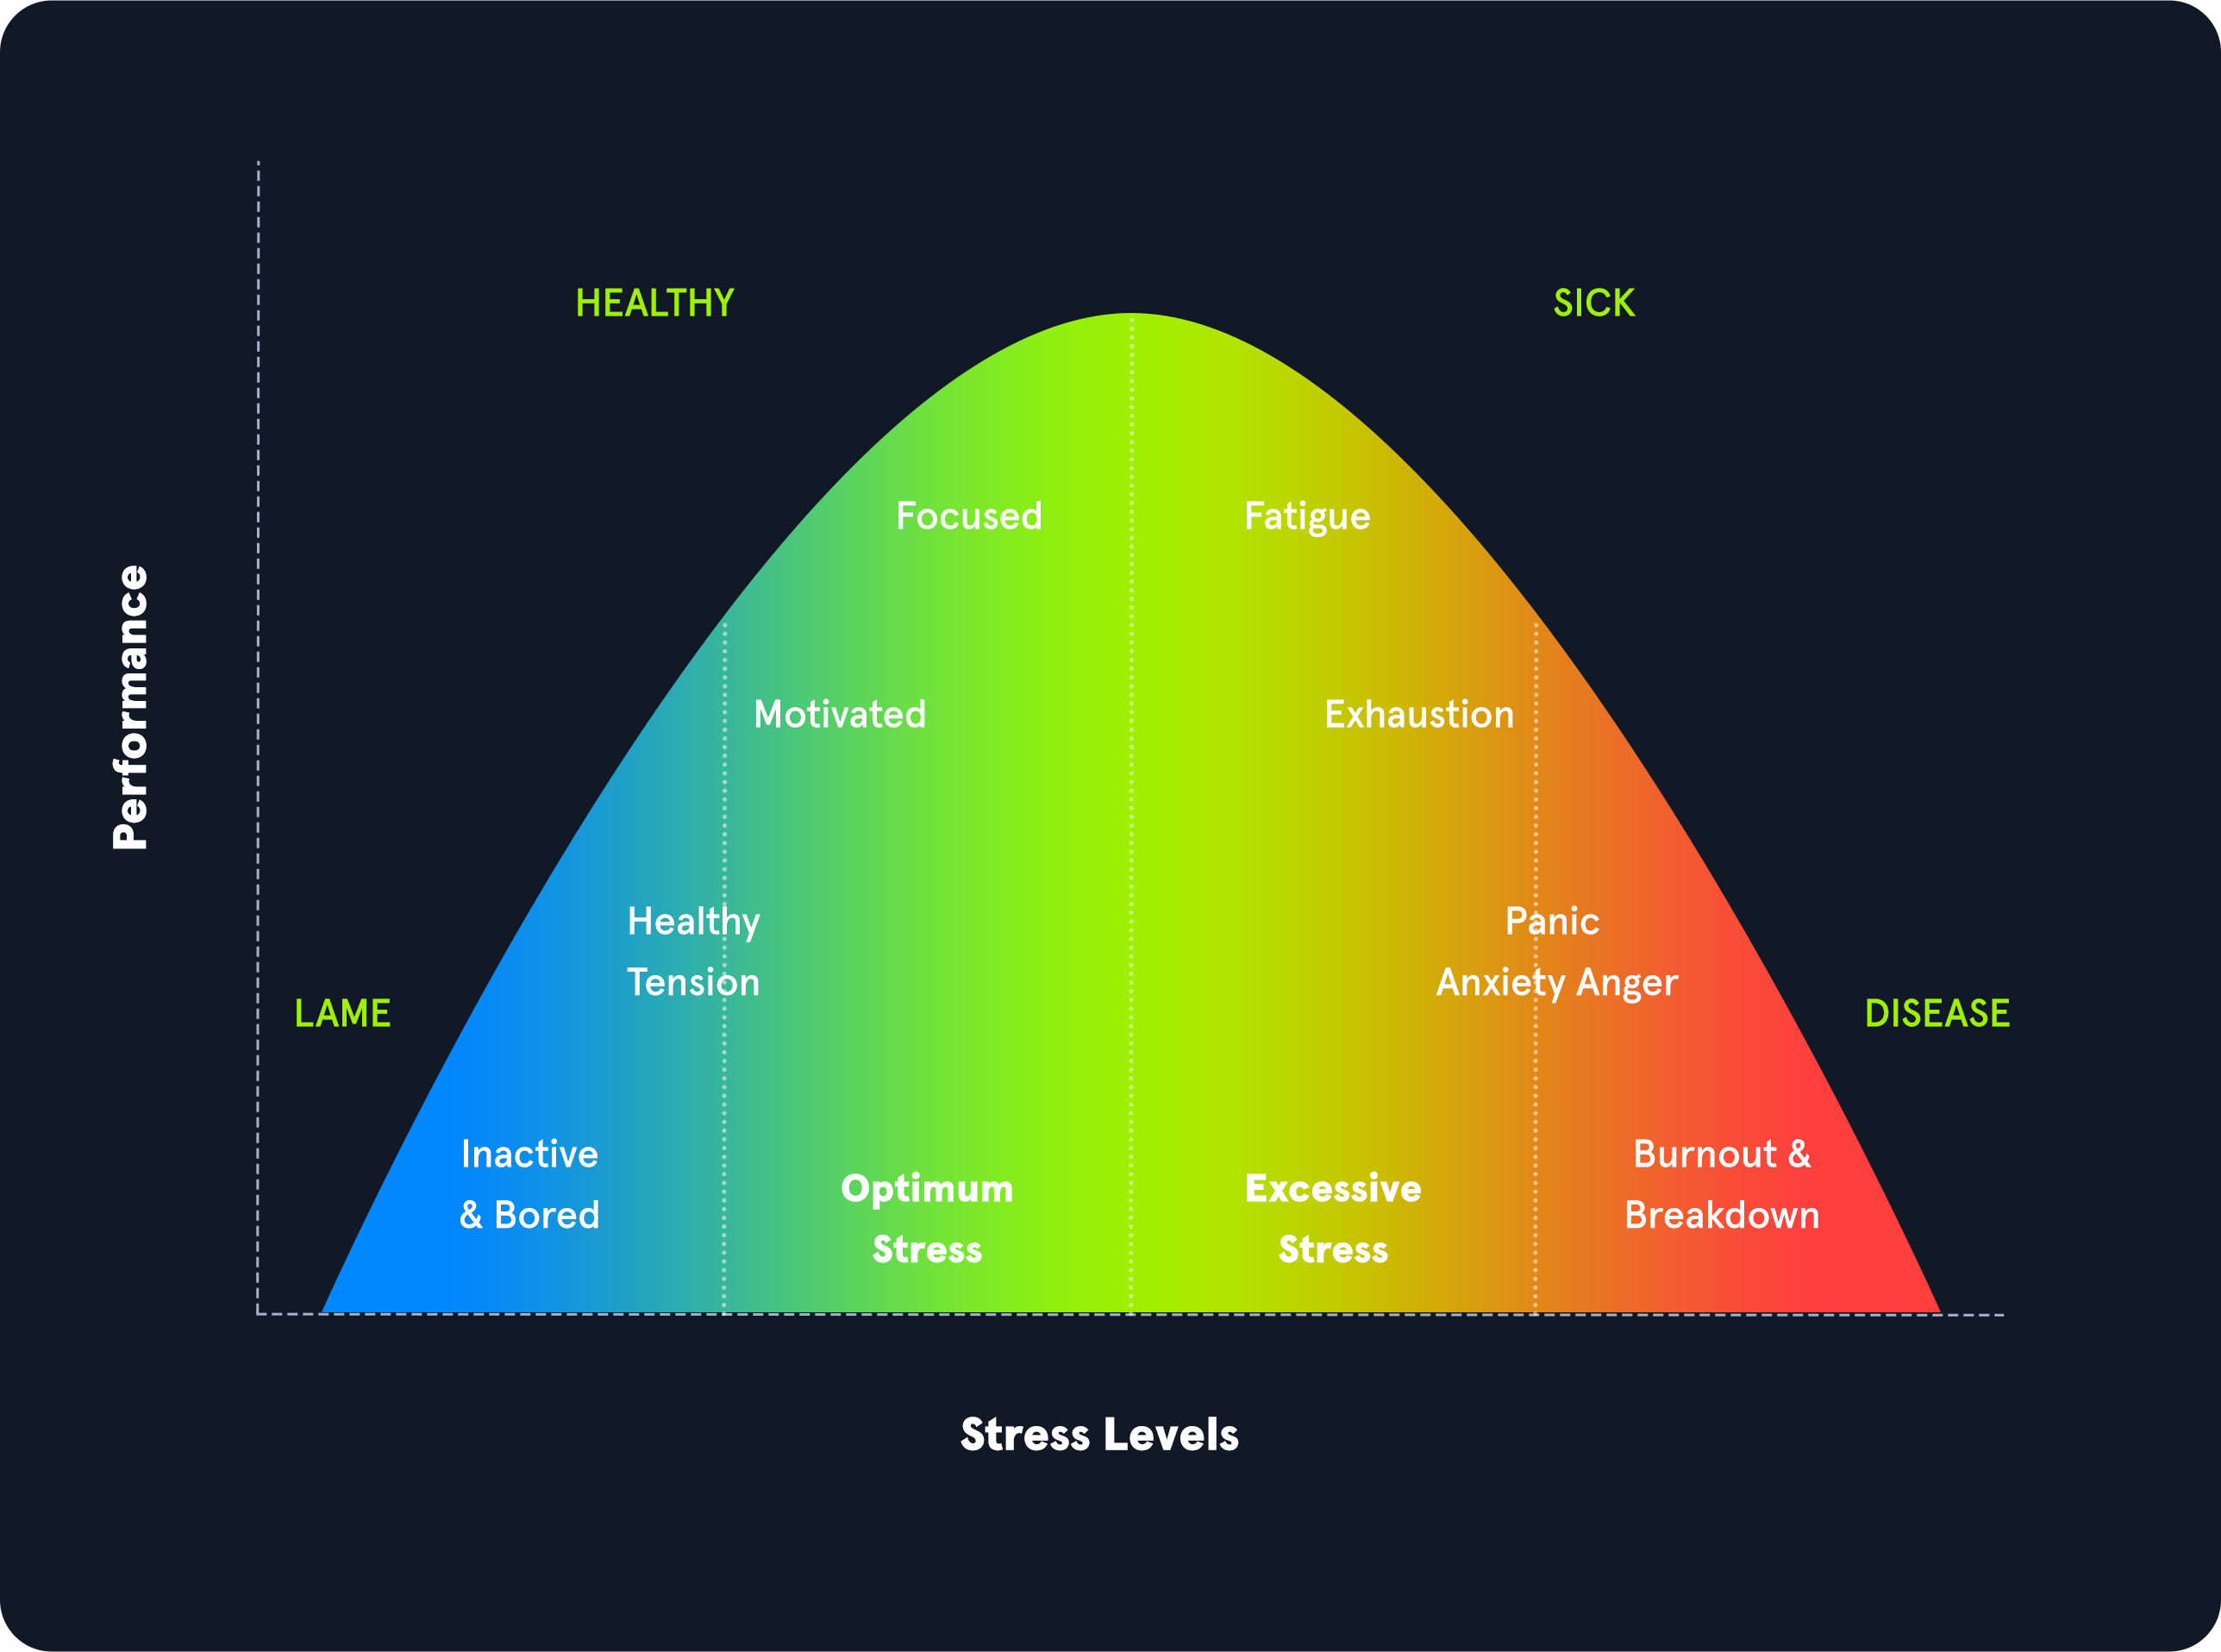 HEALTHY
SICK
Focused
Fatigue
Performance
Motivated
Exhaustion
Healthy
Tension
Panic
Anxiety Anger
LAME
DISEASE
Inactive
& Bored
Optimum
Stress
Excessive
Stress
Burnout &
Breakdown
Stress Levels